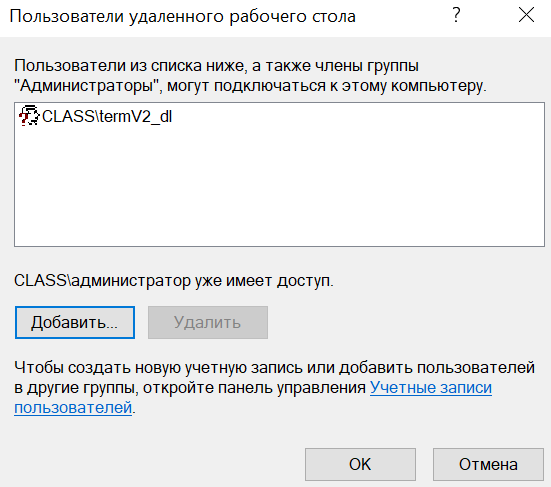 Пользователи удаленного рабочего стола
?
Пользователи из списка ниже, а также члены группы
"Администраторы", могут подключаться к этому компьютеру.
CLASS\termV2_dl
CLASS\администратор уже имеет доступ.
Добавить... Удалить
Чтобы создать новую учетную запись или добавить пользователей
в другие группы, откройте панель управления Учетные записи
пользователей.
OK Отмена